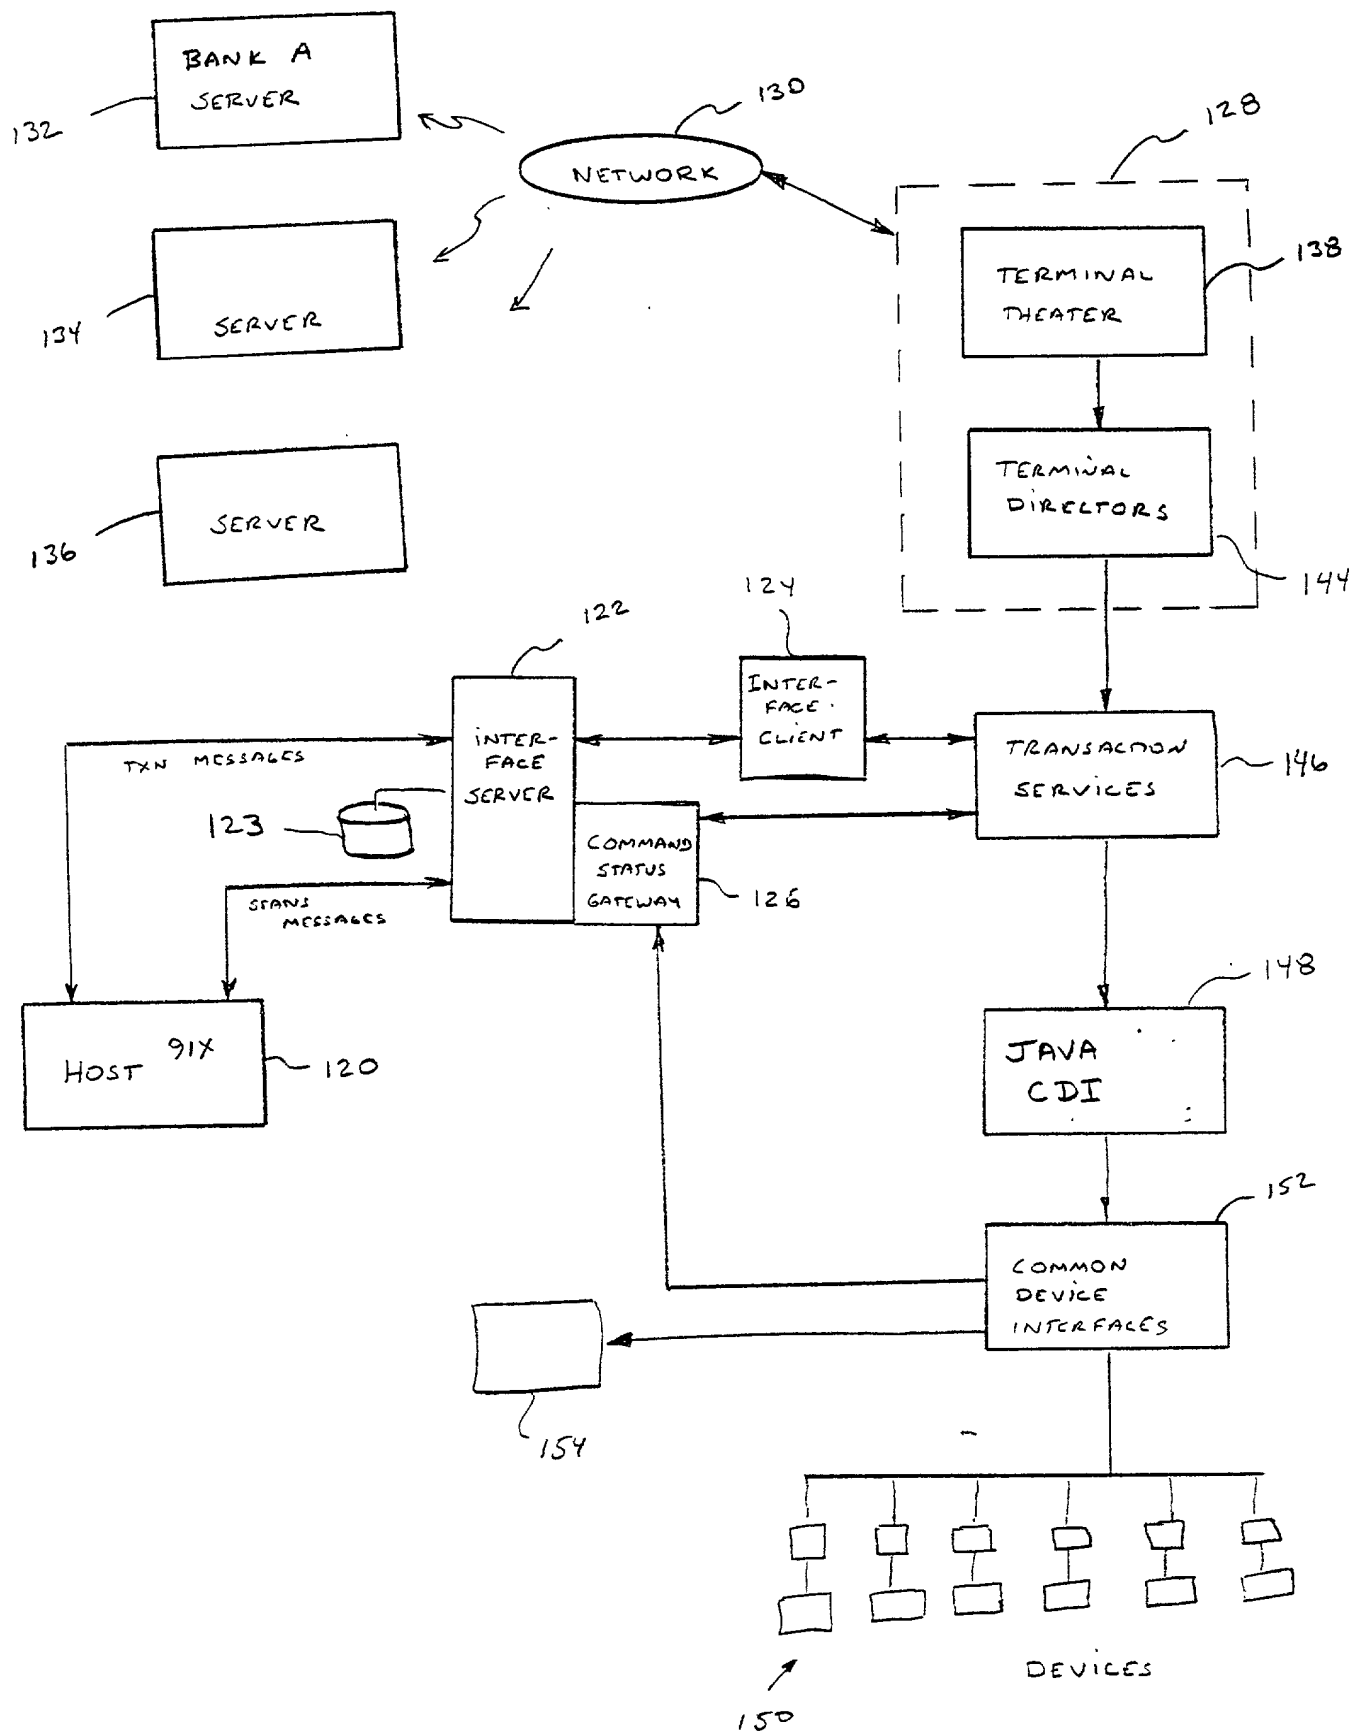 BANK A
SERVER
132
130
NETWORK
128
TERMINAL
THEATER
138
SERVER
134
TERMINAL
DIRECTORS
144
SERVER
136
122
124
INTER-
FACE
SERVER
INTER-
FACE
CLIENT
TRANSACTION
SERVICES
146
TXN MESSAGES
123
COMMAND
STATUS
GATEWAY
126
MESSAGES
HOST 91X
120
148
JAVA
CDI
152
COMMON
DEVICE
INTERFACES
154
DEVICES
150